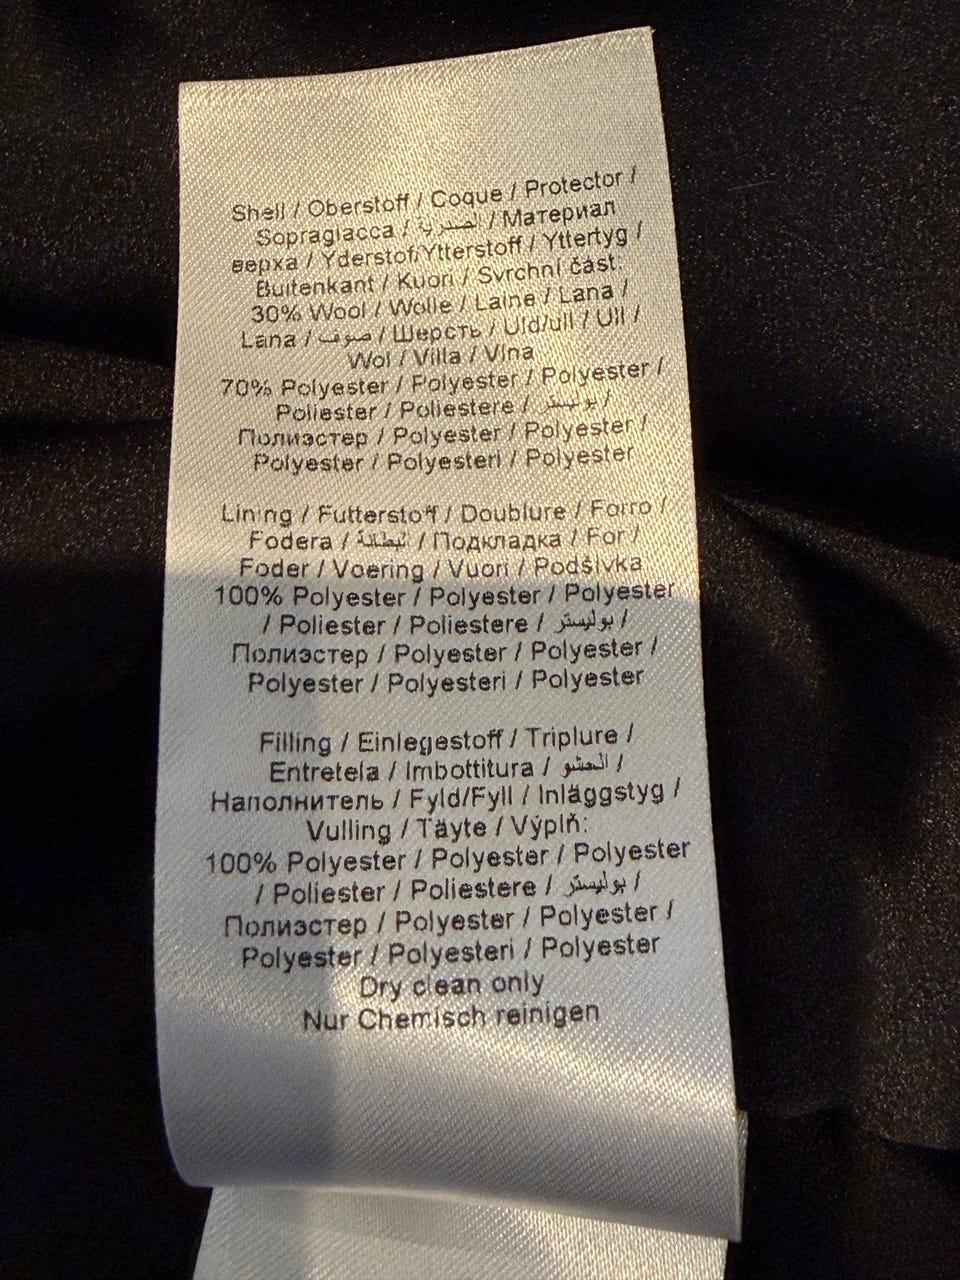 Shell / Oberstoff / Coque / Protector /
Sopragiacca / الصدرية / Материал
верха / Yderstof/Ytterstoff / Yttertyg /
Buitenkant / Kuori / Svrchní část:
30% Wool / Wolle / Laine / Lana /
Lana / صوف / Шерсть / Uld/ull / Ull /
Wol / Villa / Vlna
70% Polyester / Polyester / Polyester /
Poliester / Poliestere / بوليستر /
Полиэстер / Polyester / Polyester /
Polyester / Polyesteri / Polyester
Lining / Futterstoff / Doublure / Forro /
Fodera / البطانة / Подкладка / For /
Foder / Voering / Vuori / Podšívka
100% Polyester / Polyester / Polyester
/ Poliester / Poliestere / بوليستر /
Полиэстер / Polyester / Polyester /
Polyester / Polyesteri / Polyester
Filling / Einlegestoff / Triplure /
Entretela / Imbottitura / الحشو /
Наполнитель / Fyld/Fyll / Inläggstyg /
Vulling / Täyte / Výplň:
100% Polyester / Polyester / Polyester
/ Poliester / Poliestere / بوليستر /
Полиэстер / Polyester / Polyester /
Polyester / Polyesteri / Polyester
Dry clean only
Nur Chemisch reinigen